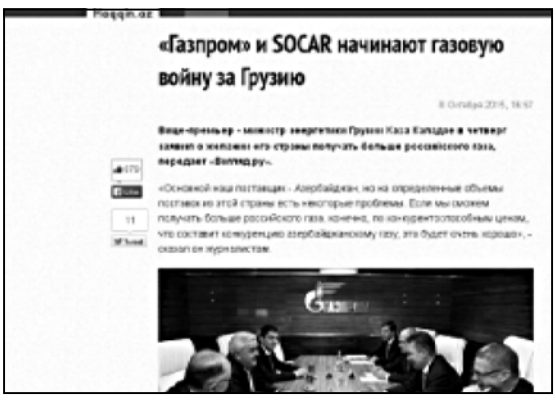 Haqqin.az
«Газпром» и SOCAR начинают газовую
войну за Грузию
8 Октября 2015, 16:57
Вице-премьер - министр энергетики Грузии Каха Каладзе в четверг
заявил о желании его страны получать больше российского газа,
передает «Взгляд.ру».
«Основной наш поставщик - Азербайджан, но на определенные объемы
поставок из этой страны есть некоторые проблемы. Если мы сможем
получать больше российского газа, конечно, по конкурентоспособным ценам,
что составит конкуренцию азербайджанскому газу, это будет очень хорошо», -
сказал он журналистам.
11
Tweet